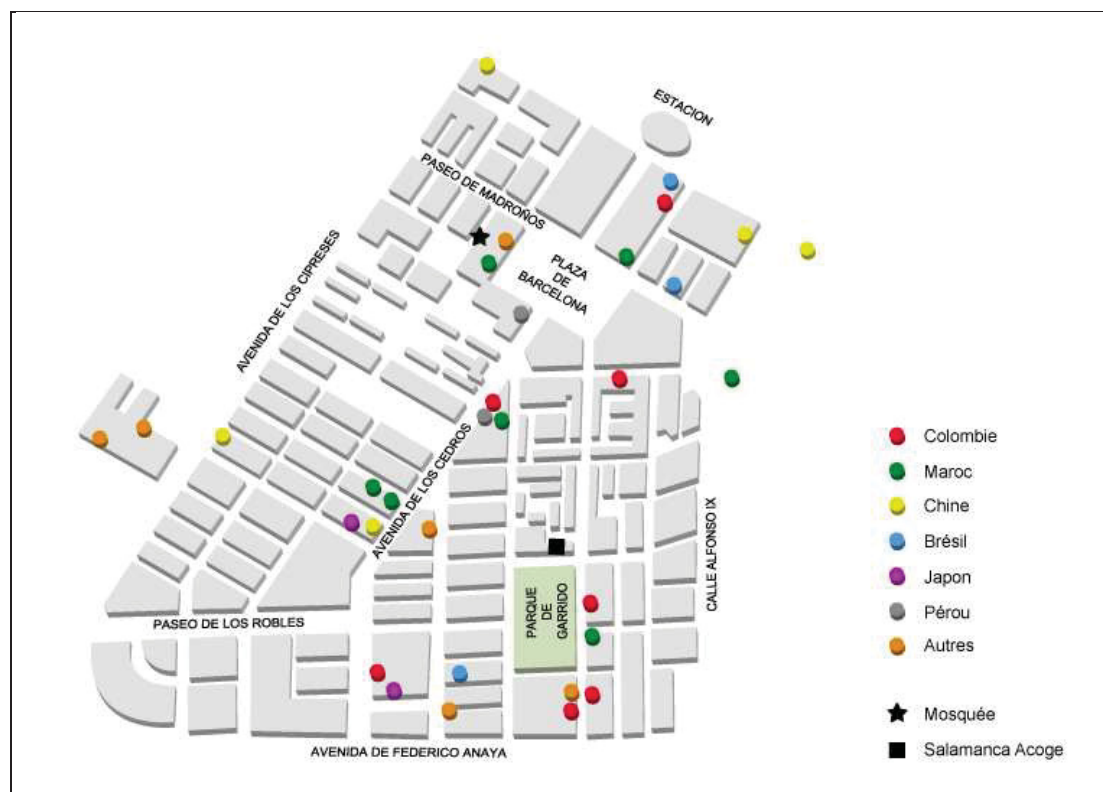 ESTACION
PASEO DE MADROÑOS
PLAZA
DE
BARCELONA
AVENIDA DE LOS CIPRESES
AVENIDA DE LOS CEDROS
CALLE ALFONSO IX
PARQUE
DE
GARRIDO
PASEO DE LOS ROBLES
AVENIDA DE FEDERICO ANAYA
Colombie
Maroc
Chine
Brésil
Japon
Pérou
Autres
Mosquée
Salamanca Acoge